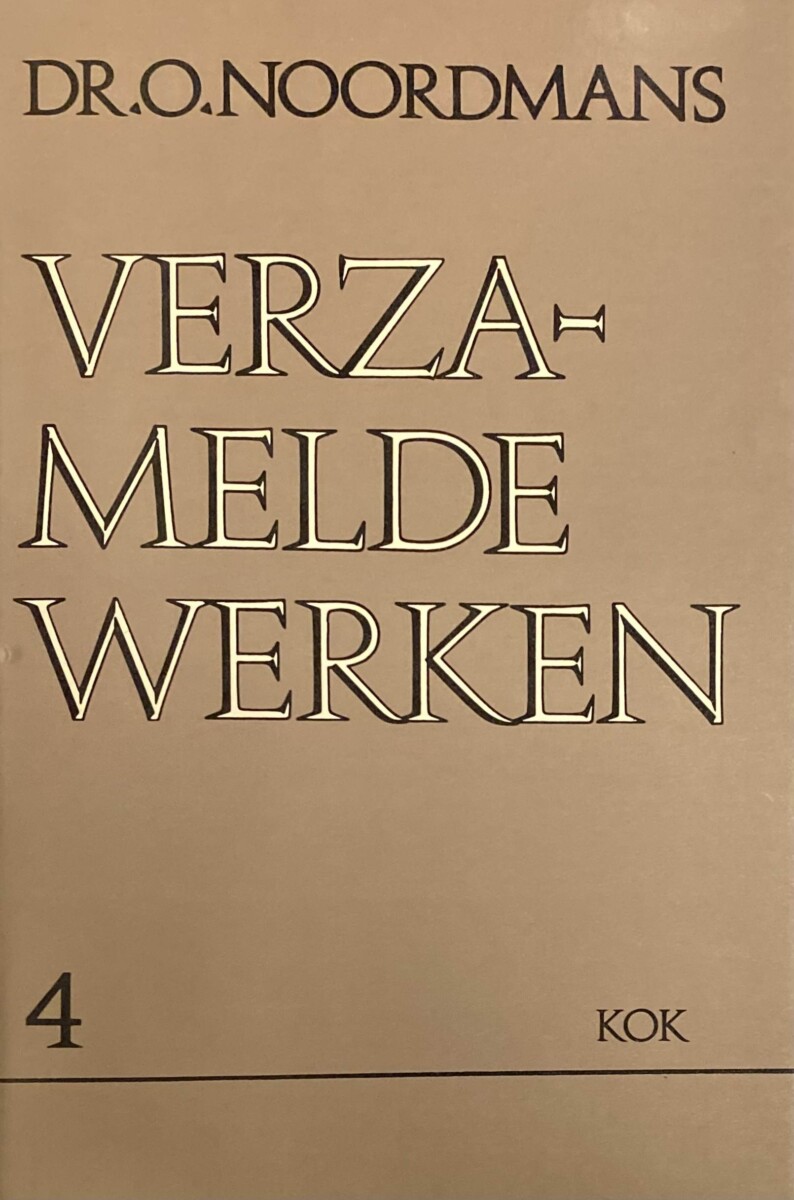 DR.O.NOORDMANS
VERZA-
MELDE
WERKEN
4
KOK